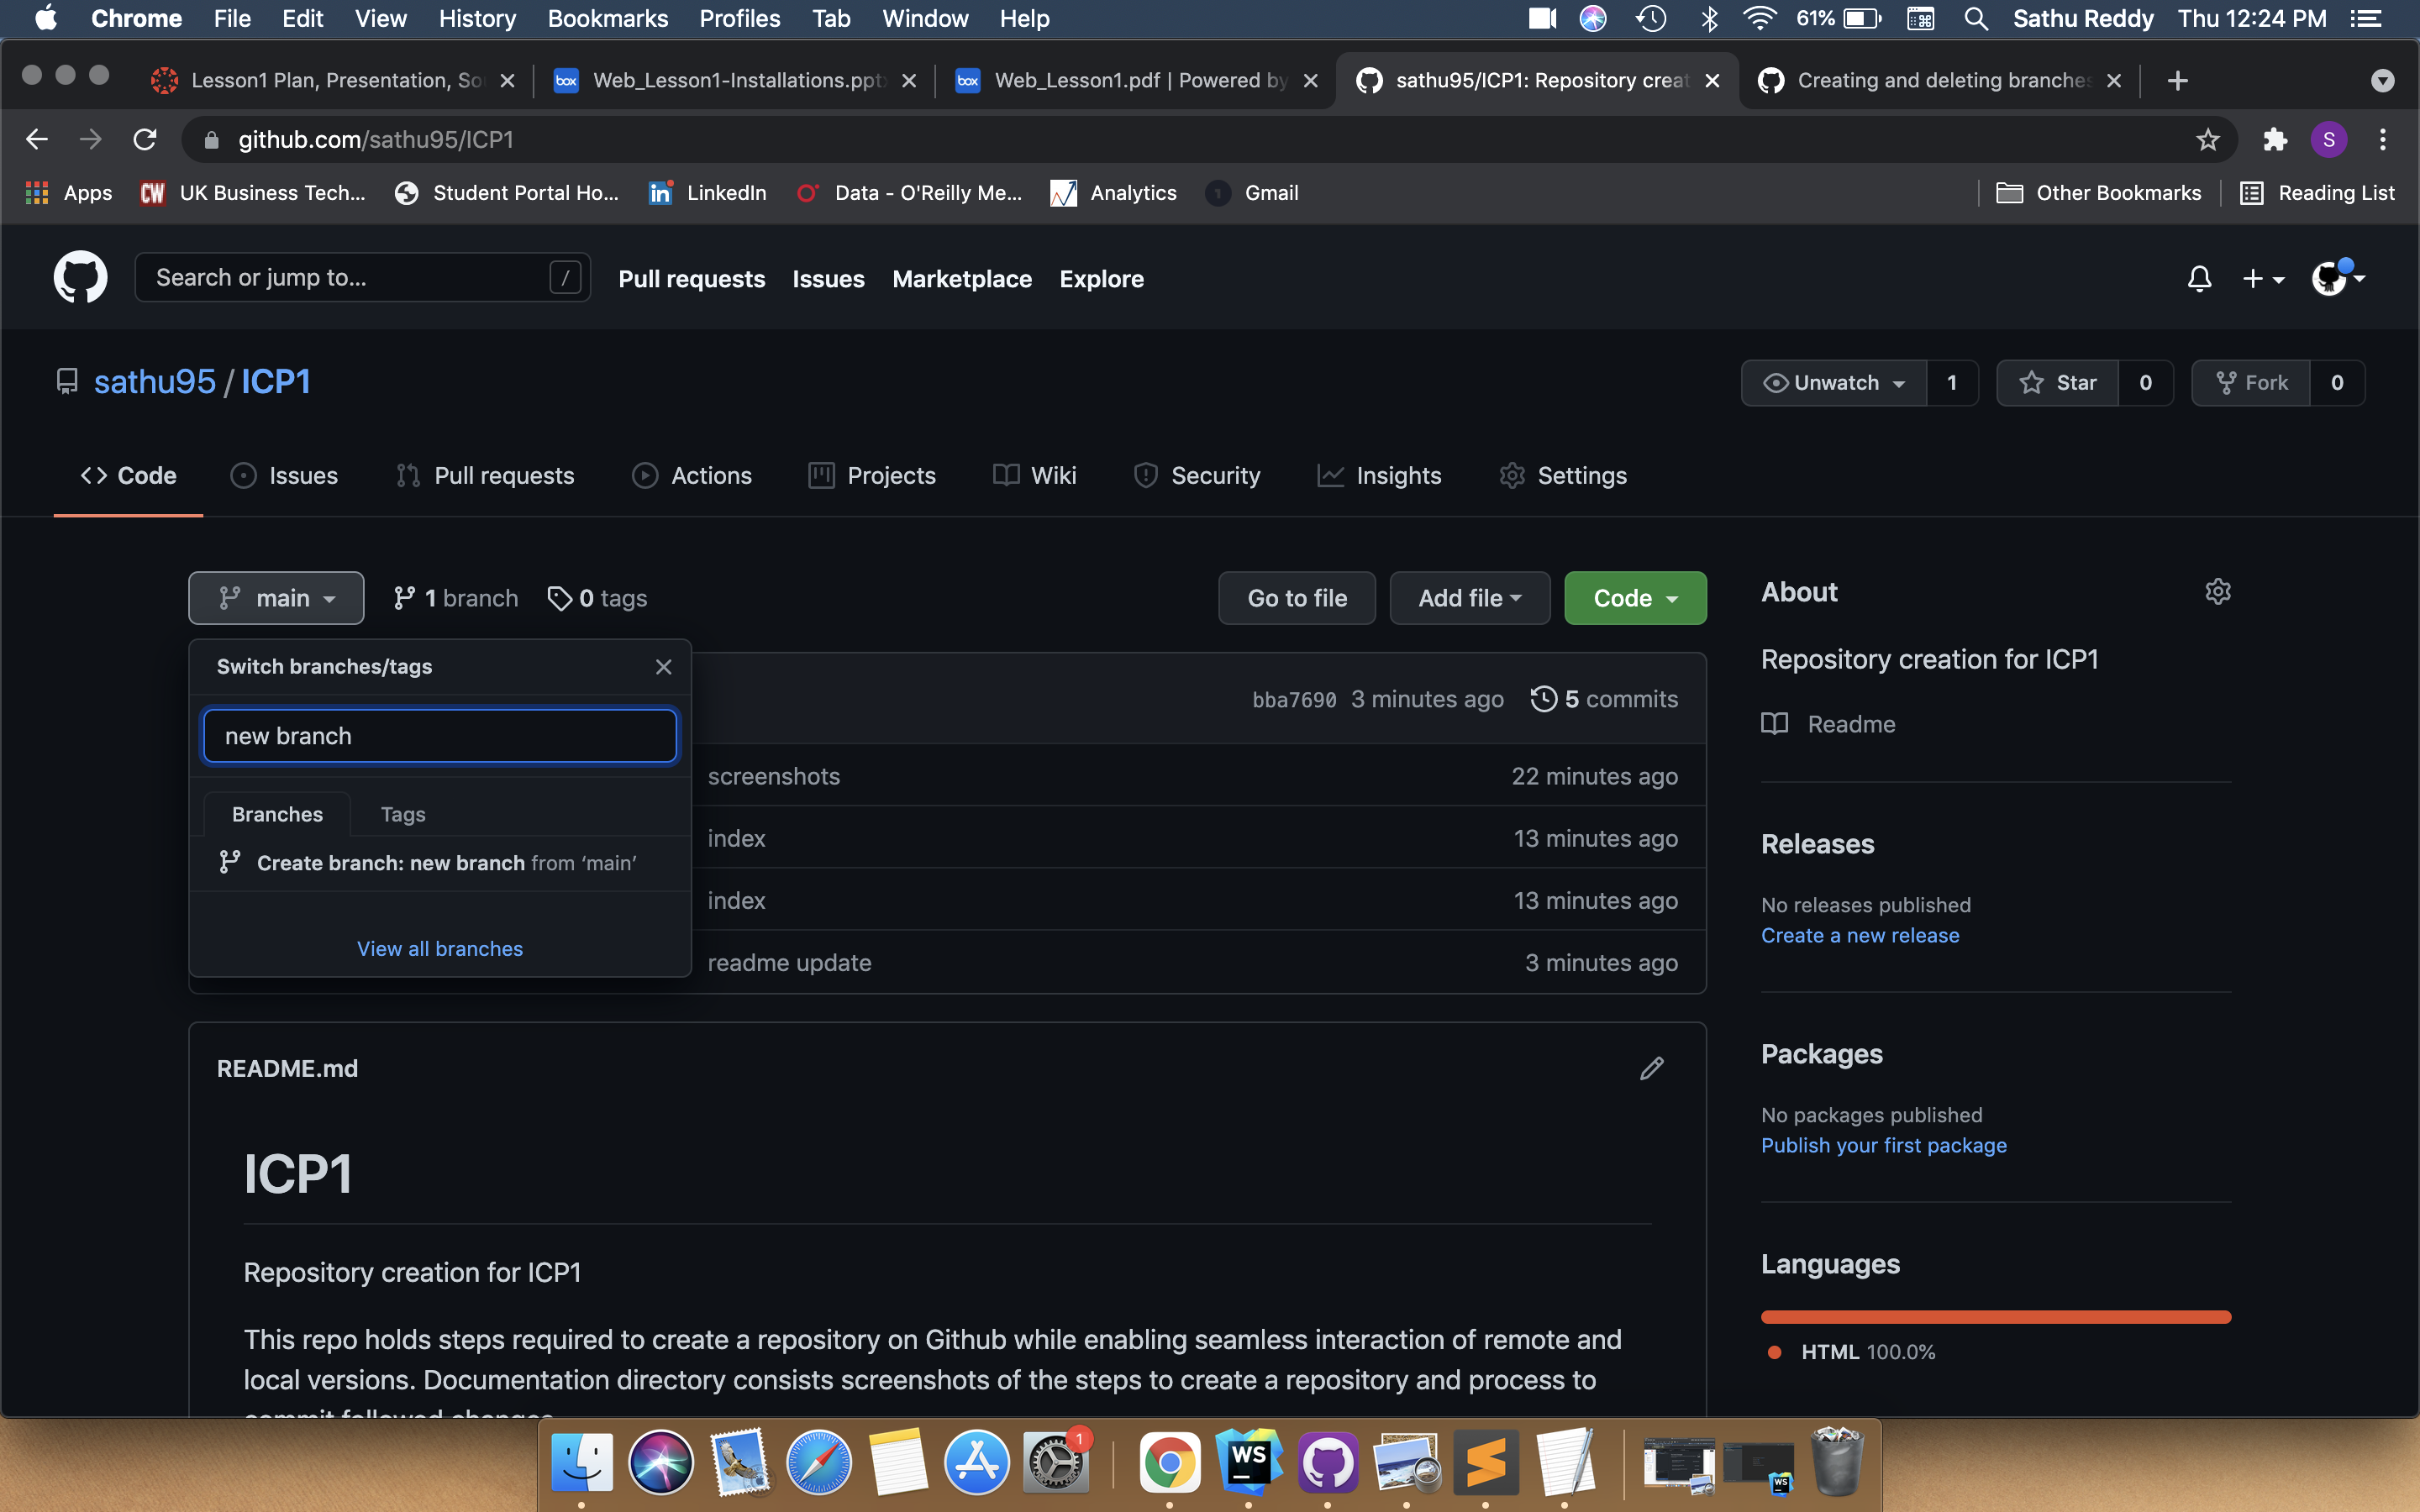 Chrome File Edit View History Bookmarks Profiles Tab Window Help 61% Sathu Reddy Thu 12:24 PM
Lesson1 Plan, Presentation, So Web_Lesson1-Installations.ppt Web_Lesson1.pdf | Powered by sathu95/ICP1: Repository creat Creating and deleting branches
github.com/sathu95/ICP1 S
Apps CW UK Business Tech... Student Portal Ho... in LinkedIn Data - O'Reilly Me... Analytics 1 Gmail Other Bookmarks Reading List
Search or jump to... / Pull requests Issues Marketplace Explore
sathu95 / ICP1 Unwatch 1 Star 0 Fork 0
Code Issues Pull requests Actions Projects Wiki Security Insights Settings
main 1 branch 0 tags Go to file Add file Code About
Switch branches/tags
Repository creation for ICP1
bba7690 3 minutes ago 5 commits
new branch
Readme
screenshots 22 minutes ago
Branches Tags
index 13 minutes ago
Releases
Create branch: new branch from ‘main’
index 13 minutes ago
No releases published
Create a new release
View all branches
readme update 3 minutes ago
README.md
Packages
No packages published
Publish your first package
ICP1
Languages
Repository creation for ICP1
This repo holds steps required to create a repository on Github while enabling seamless interaction of remote and
HTML 100.0%
local versions. Documentation directory consists screenshots of the steps to create a repository and process to
commit followed changes
1
WS